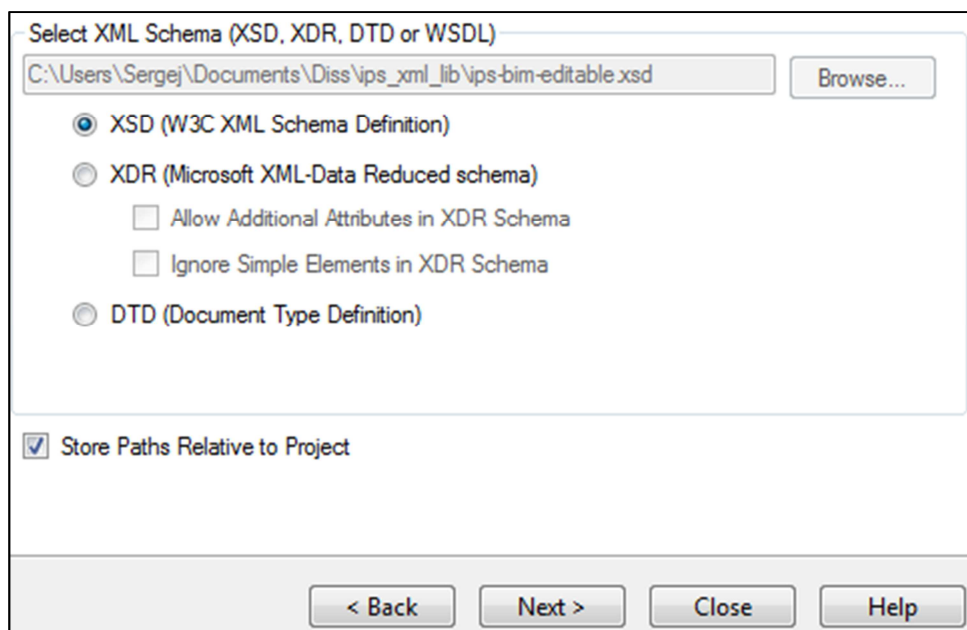 Select XML Schema (XSD, XDR, DTD or WSDL)
C:\Users\Sergej\Documents\Diss\ips_xml_lib\ips-bim-editable.xsd
Browse...
XSD (W3C XML Schema Definition)
XDR (Microsoft XML-Data Reduced schema)
Allow Additional Attributes in XDR Schema
Ignore Simple Elements in XDR Schema
DTD (Document Type Definition)
Store Paths Relative to Project
< Back
Next >
Close
Help